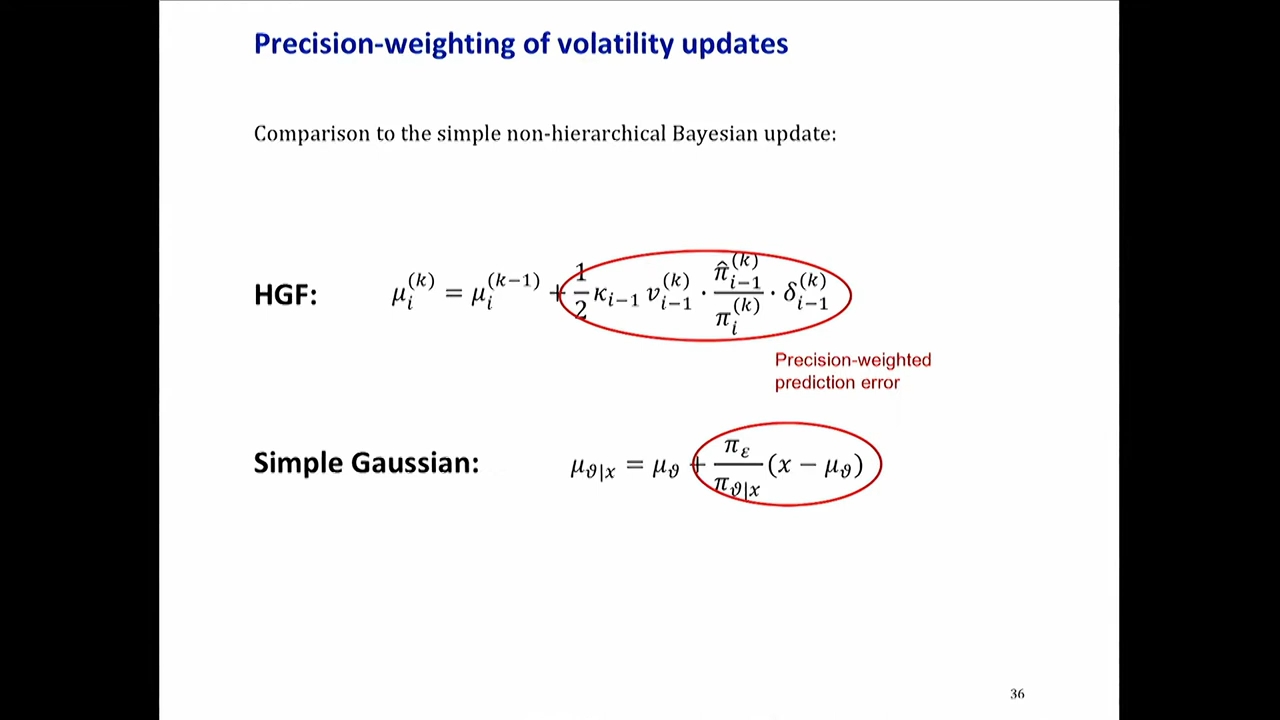 Precision-weighting of volatility updates
Comparison to the simple non-hierarchical Bayesian update:
HGF: μ_i^(k) = μ_i^(k−1) + 1/2 κ_{i−1} v_{i−1}^(k) · π̂_{i−1}^(k) / π_i^(k) · δ_{i−1}^(k)
Precision-weighted
prediction error
Simple Gaussian: μ_{ϑ|x} = μ_ϑ + π_ε / π_{ϑ|x} (x − μ_ϑ)
36